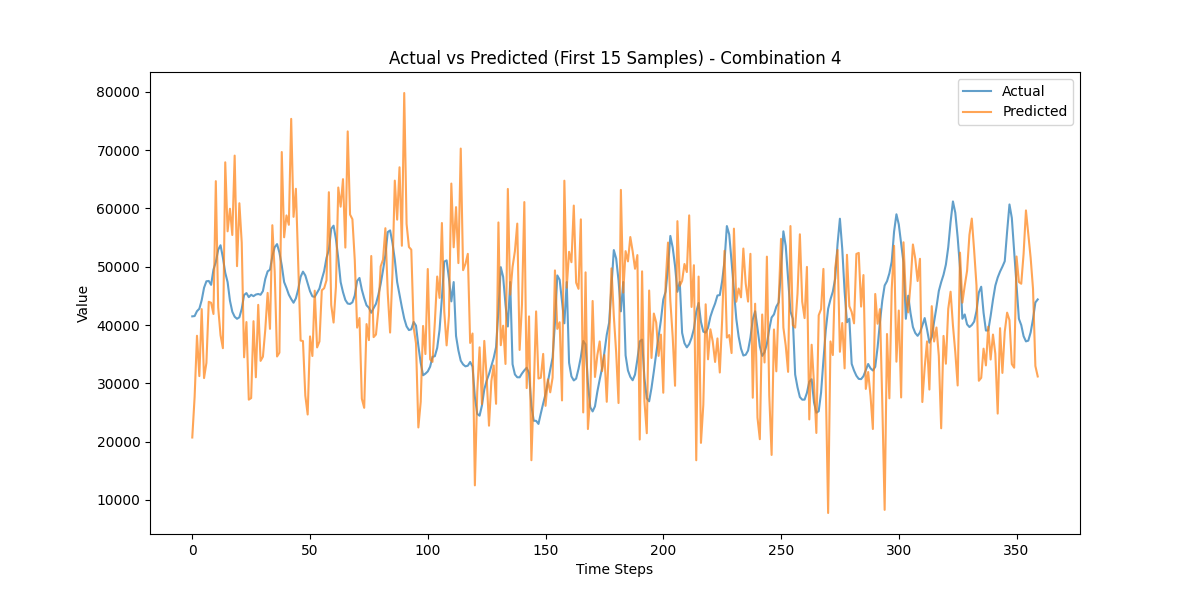 Actual vs Predicted (First 15 Samples) - Combination 4
Actual
Predicted
80000
70000
60000
50000
40000
30000
20000
10000
Value
0 50 100 150 200 250 300 350
Time Steps